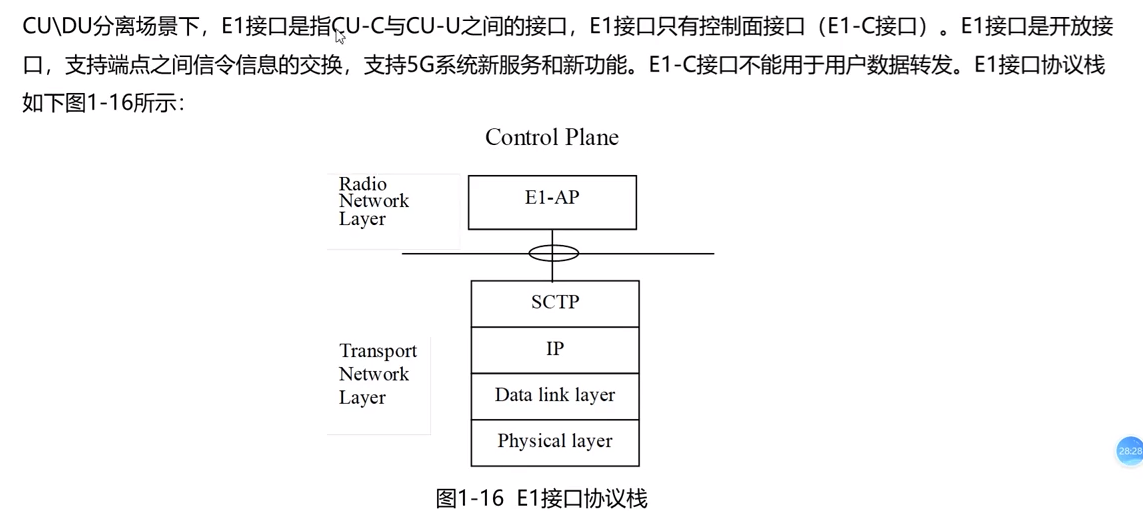 CU\DU分离场景下，E1接口是指CU-C与CU-U之间的接口，E1接口只有控制面接口（E1-C接口）。E1接口是开放接
口，支持端点之间信令信息的交换，支持5G系统新服务和新功能。E1-C接口不能用于用户数据转发。E1接口协议栈
如下图1-16所示：
Control Plane
Radio
Network
Layer
E1-AP
SCTP
IP
Transport
Network
Layer
Data link layer
Physical layer
28:28
图1-16 E1接口协议栈